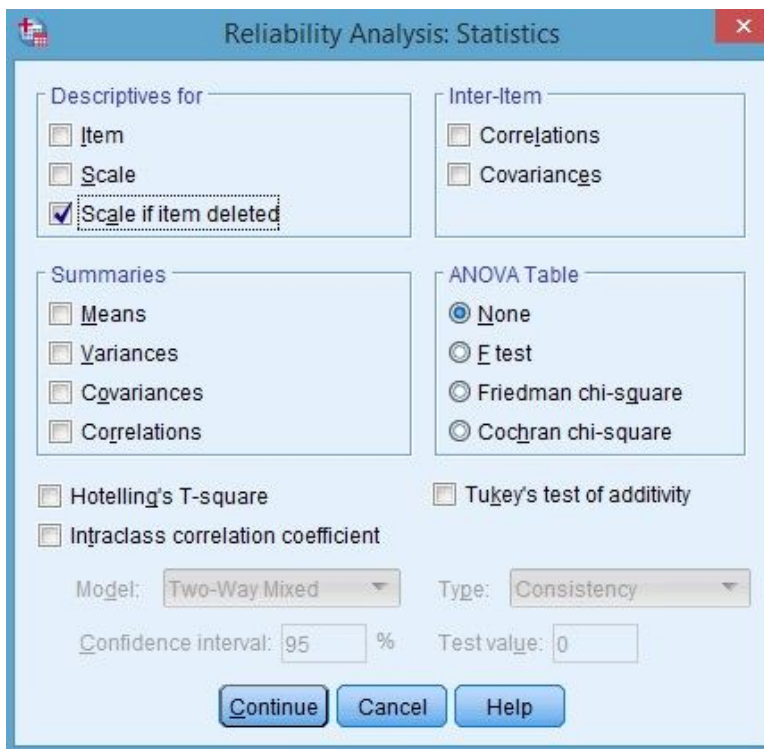 Reliability Analysis: Statistics
Descriptives for
Item
Scale
Scale if item deleted
Inter-Item
Correlations
Covariances
Summaries
Means
Variances
Covariances
Correlations
ANOVA Table
None
F test
Friedman chi-square
Cochran chi-square
Hotelling's T-square
Tukey's test of additivity
Intraclass correlation coefficient
Model: Two-Way Mixed Type: Consistency
Confidence interval: 95 % Test value: 0
Continue Cancel Help